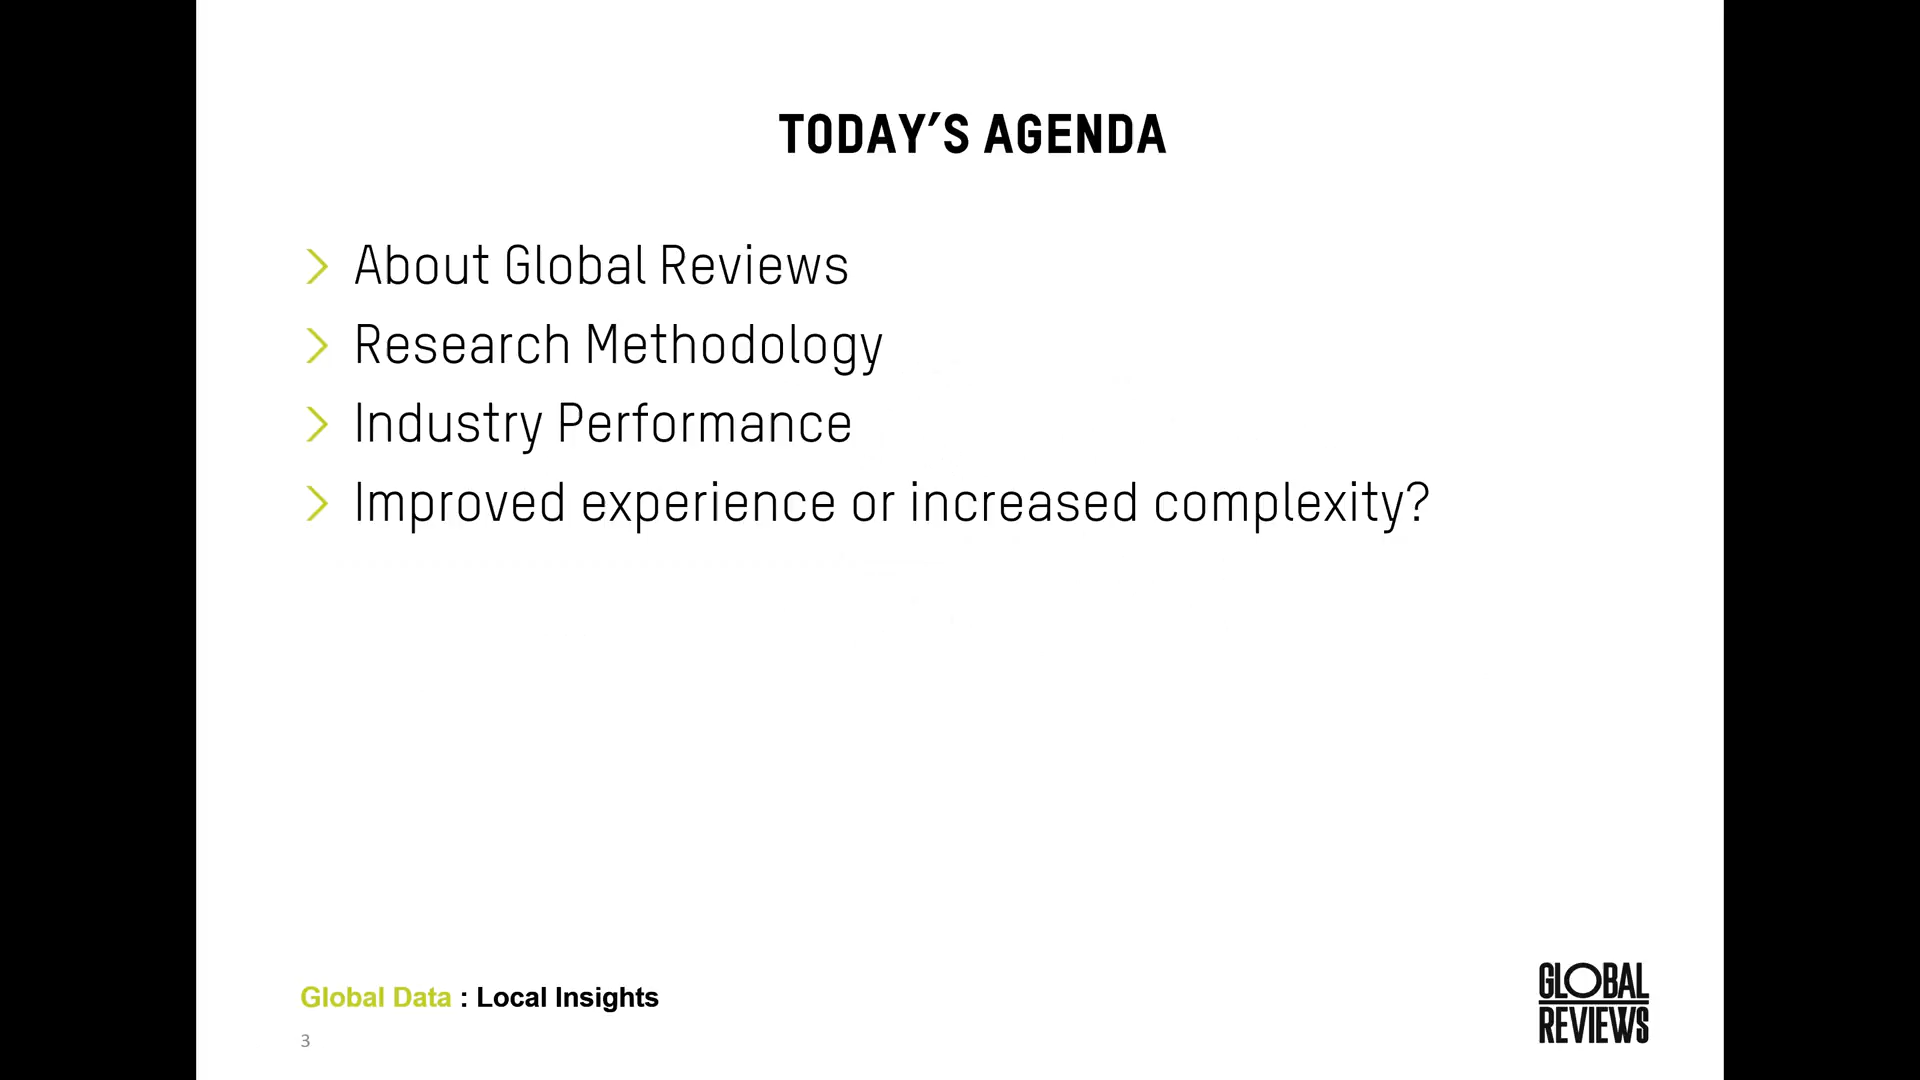 TODAY'S AGENDA
About Global Reviews
Research Methodology
Industry Performance
Improved experience or increased complexity?
Global Data : Local Insights
3
GLOBAL
REVIEWS